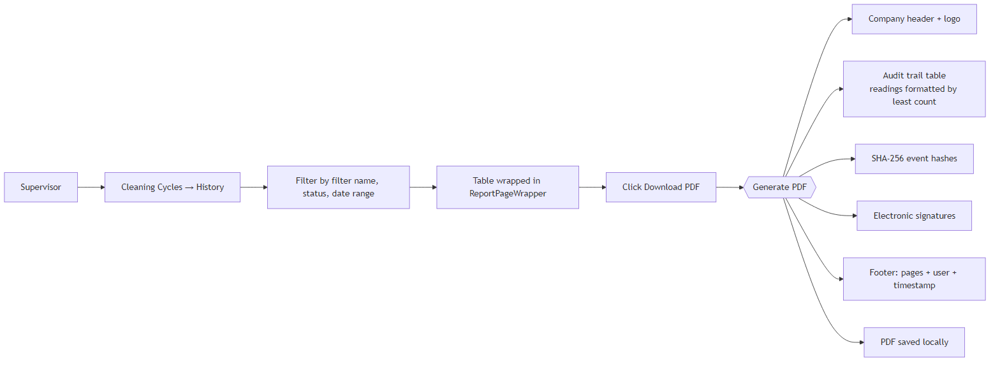 Supervisor
Cleaning Cycles → History
Filter by filter name,
status, date range
Table wrapped in
ReportPageWrapper
Click Download PDF
Generate PDF
Company header + logo
Audit trail table
readings formatted by
least count
SHA-256 event hashes
Electronic signatures
Footer: pages + user +
timestamp
PDF saved locally